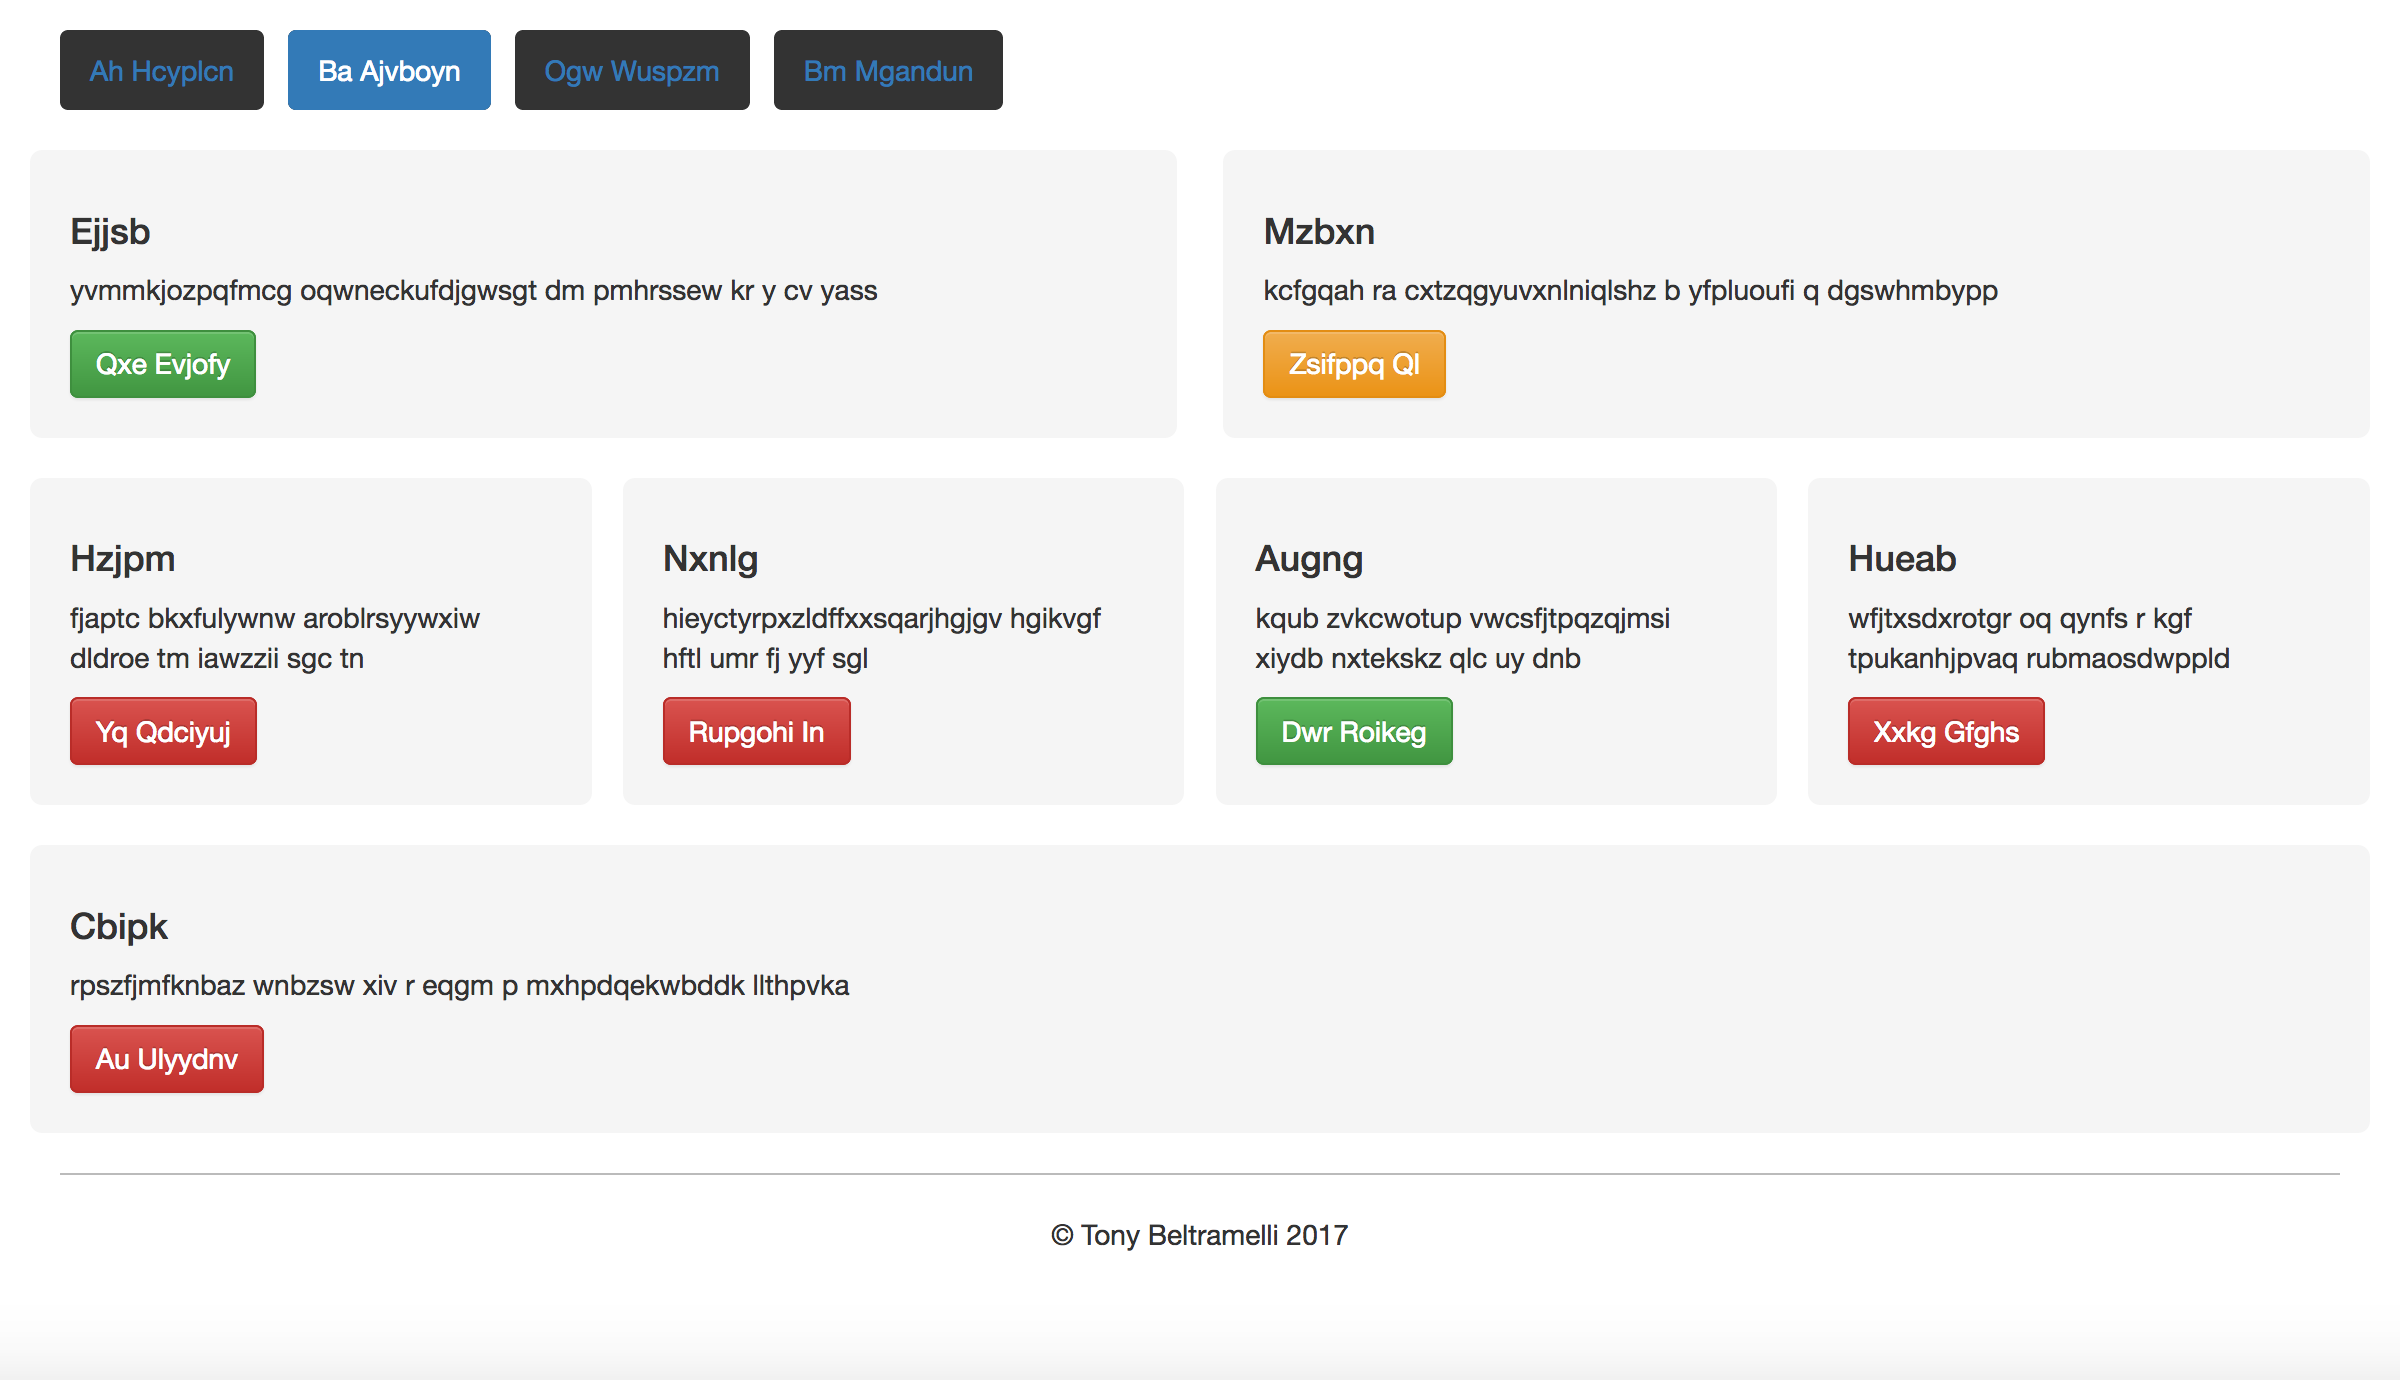 Ah Hcyplcn Ba Ajvboyn Ogw Wuspzm Bm Mgandun
Ejjsb
yvmmkjozpqfmcg oqwneckufdjgwsgt dm pmhrssew kr y cv yass
Qxe Evjofy
Mzbxn
kcfgqah ra cxtzqgyuvxnlniqlshz b yfpluoufi q dgswhmbypp
Zsifppq Ql
Hzjpm
fjaptc bkxfulywnw aroblrsyywxiw
dldroe tm iawzzii sgc tn
Yq Qdciyuj
Nxnlg
hieyctyrpxzldffxxsqarjhgjgv hgikvgf
hftl umr fj yyf sgl
Rupgohi In
Augng
kqub zvkcwotup vwcsfjtpqzqjmsi
xiydb nxtekskz qlc uy dnb
Dwr Roikeg
Hueab
wfjtxsdxrotgr oq qynfs r kgf
tpukanhjpvaq rubmaosdwppld
Xxkg Gfghs
Cbipk
rpszfjmfknbaz wnbzsw xiv r eqgm p mxhpdqekwbddk llthpvka
Au Ulyydnv
© Tony Beltramelli 2017